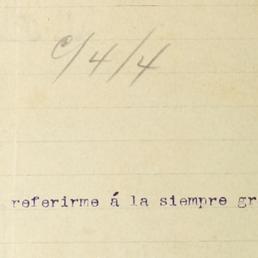 c/4/4
referirme á la siempre gr